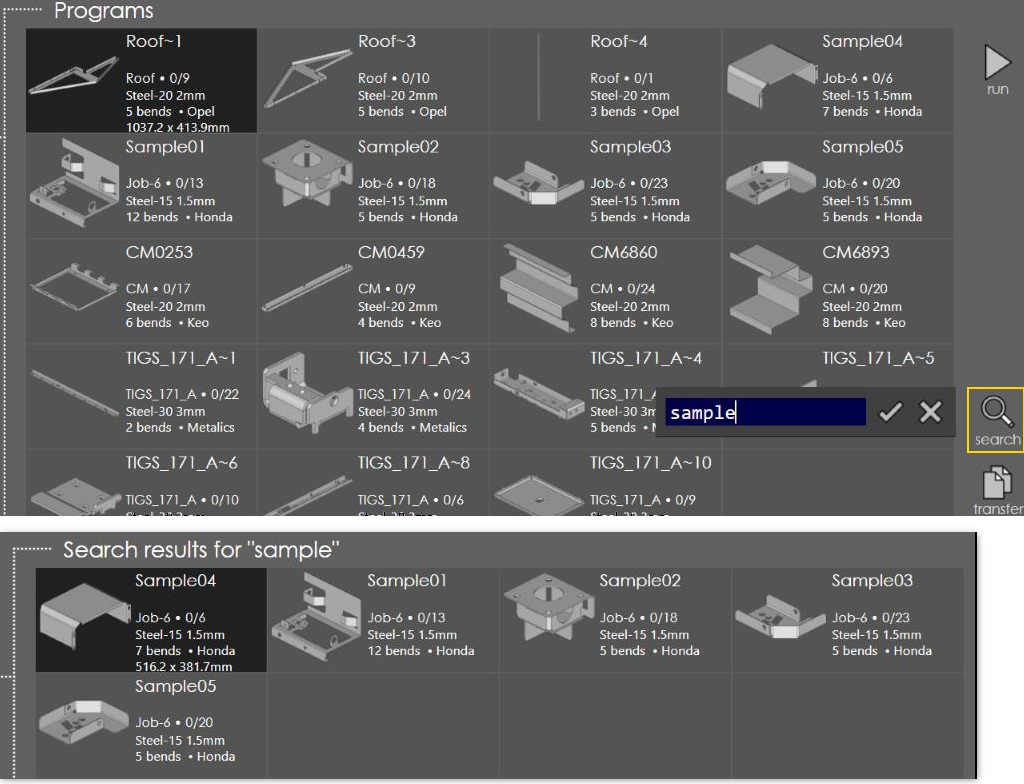 Programs
Roof~1
Roof • 0/9
Steel-20 2mm
5 bends • Opel
1037.2 x 413.9mm
Roof~3
Roof • 0/10
Steel-20 2mm
5 bends • Opel
Roof~4
Roof • 0/1
Steel-20 2mm
3 bends • Opel
Sample04
Job-6 • 0/6
Steel-15 1.5mm
7 bends • Honda
run
Sample01
Job-6 • 0/13
Steel-15 1.5mm
12 bends • Honda
Sample02
Job-6 • 0/18
Steel-15 1.5mm
5 bends • Honda
Sample03
Job-6 • 0/23
Steel-15 1.5mm
5 bends • Honda
Sample05
Job-6 • 0/20
Steel-15 1.5mm
5 bends • Honda
CM0253
CM • 0/17
Steel-20 2mm
6 bends • Keo
CM0459
CM • 0/9
Steel-20 2mm
4 bends • Keo
CM6860
CM • 0/24
Steel-20 2mm
8 bends • Keo
CM6893
CM • 0/20
Steel-20 2mm
8 bends • Keo
TIGS_171_A~1
TIGS_171_A • 0/22
Steel-30 3mm
2 bends • Metalics
TIGS_171_A~3
TIGS_171_A • 0/24
Steel-30 3mm
4 bends • Metalics
TIGS_171_A~4
TIGS_171
Steel-30 3m
5 bends •
TIGS_171_A~5
sample
search
TIGS_171_A~6
TIGS_171_A • 0/10
TIGS_171_A~8
TIGS_171_A • 0/6
TIGS_171_A~10
TIGS_171_A • 0/9
transfer
Search results for "sample"
Sample04
Job-6 • 0/6
Steel-15 1.5mm
7 bends • Honda
516.2 x 381.7mm
Sample01
Job-6 • 0/13
Steel-15 1.5mm
12 bends • Honda
Sample02
Job-6 • 0/18
Steel-15 1.5mm
5 bends • Honda
Sample03
Job-6 • 0/23
Steel-15 1.5mm
5 bends • Honda
Sample05
Job-6 • 0/20
Steel-15 1.5mm
5 bends • Honda